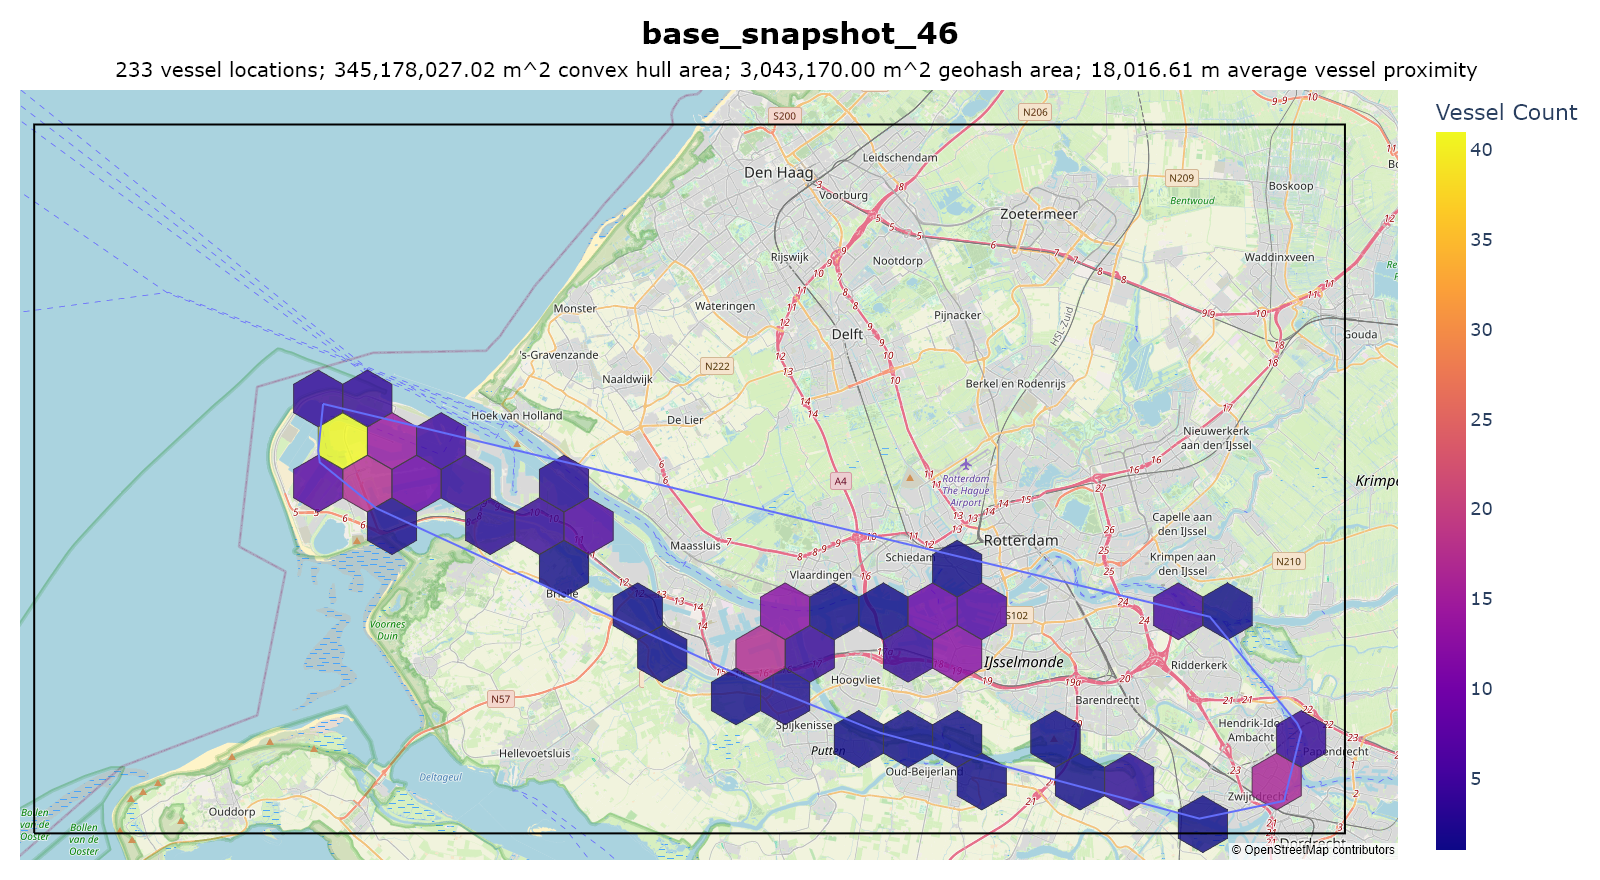 base_snapshot_46
233 vessel locations; 345,178,027.02 m^2 convex hull area; 3,043,170.00 m^2 geohash area; 18,016.61 m average vessel proximity
Vessel Count
40
35
30
25
20
15
10
5
S200
N206
Den Haag
Leidschendam
Voorburg
N209
Boskoop
Bentwoud
Zoetermeer
Rijswijk
Nootdorp
Waddinxveen
Monster
Wateringen
Pijnacker
HSL-Zuid
Delft
Gouda
's-Gravenzande
N222
Naaldwijk
Berkel en Rodenrijs
Hoek van Holland
De Lier
Nieuwerkerk
aan den IJssel
A4
Rotterdam
The Hague
Airport
Krimpe
Capelle aan
den IJssel
Maassluis
Rotterdam
Schiedam
Krimpen aan
den IJssel
N210
Vlaardingen
Brielle
S102
Voornes
Duin
IJsselmonde
Ridderkerk
Hoogvliet
N57
Barendrecht
Spijkenisse
Hendrik-Ido
Ambacht
Hellevoetsluis
Putten
Papendrecht
Oud-Beijerland
Deltageul
Zwijndrecht
Ouddorp
Bollen
van de
Ooster
Bollen
van de
Ooster
Dordrecht
© OpenStreetMap contributors